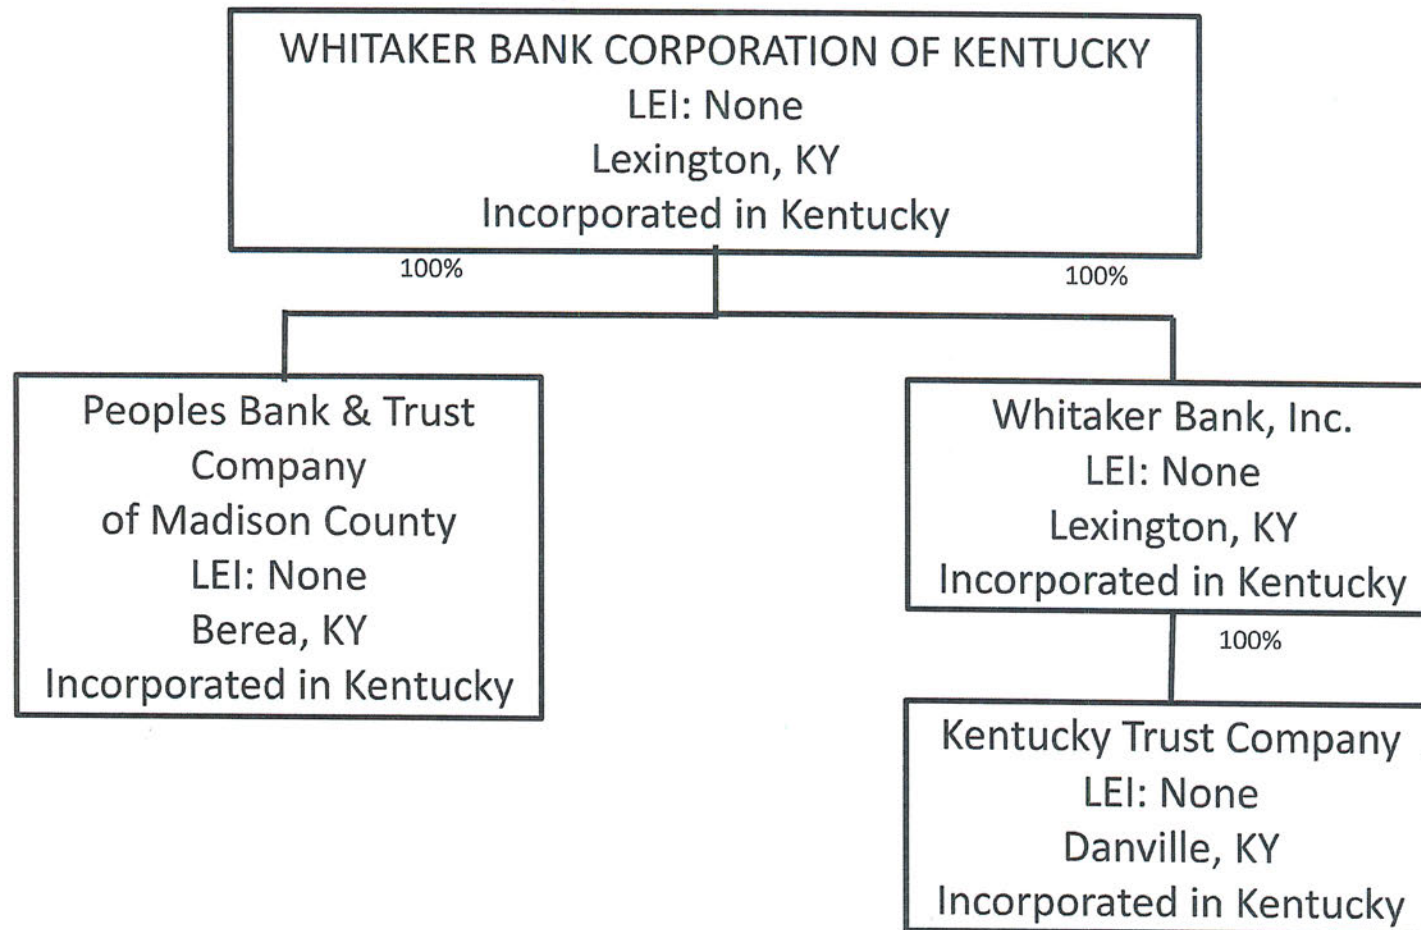 WHITAKER BANK CORPORATION OF KENTUCKY
LEI: None
Lexington, KY
Incorporated in Kentucky
100%
100%
Peoples Bank & Trust
Company
of Madison County
LEI: None
Berea, KY
Incorporated in Kentucky
Whitaker Bank, Inc.
LEI: None
Lexington, KY
Incorporated in Kentucky
100%
Kentucky Trust Company
LEI: None
Danville, KY
Incorporated in Kentucky